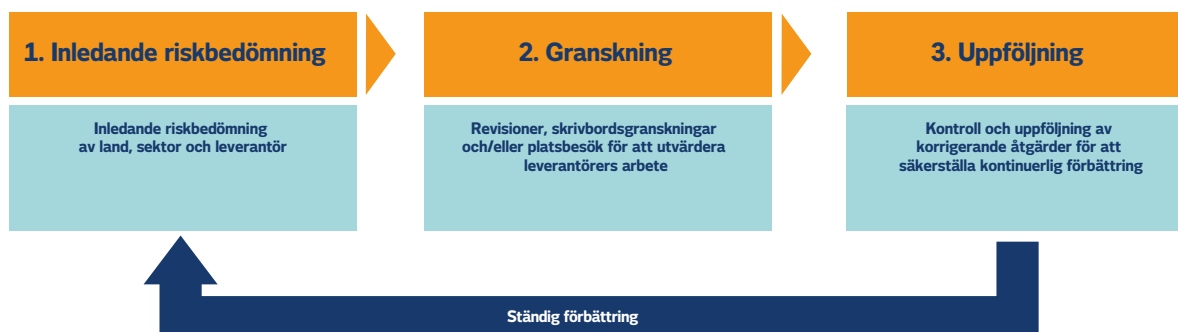 1. Inledande riskbedömning
Inledande riskbedömning
av land, sektor och leverantör
2. Granskning
Revisioner, skrivbordsgranskningar
och/eller platsbesök för att utvärdera
leverantörers arbete
3. Uppföljning
Kontroll och uppföljning av
korrigerande åtgärder för att
säkerställa kontinuerlig förbättring
Ständig förbättring